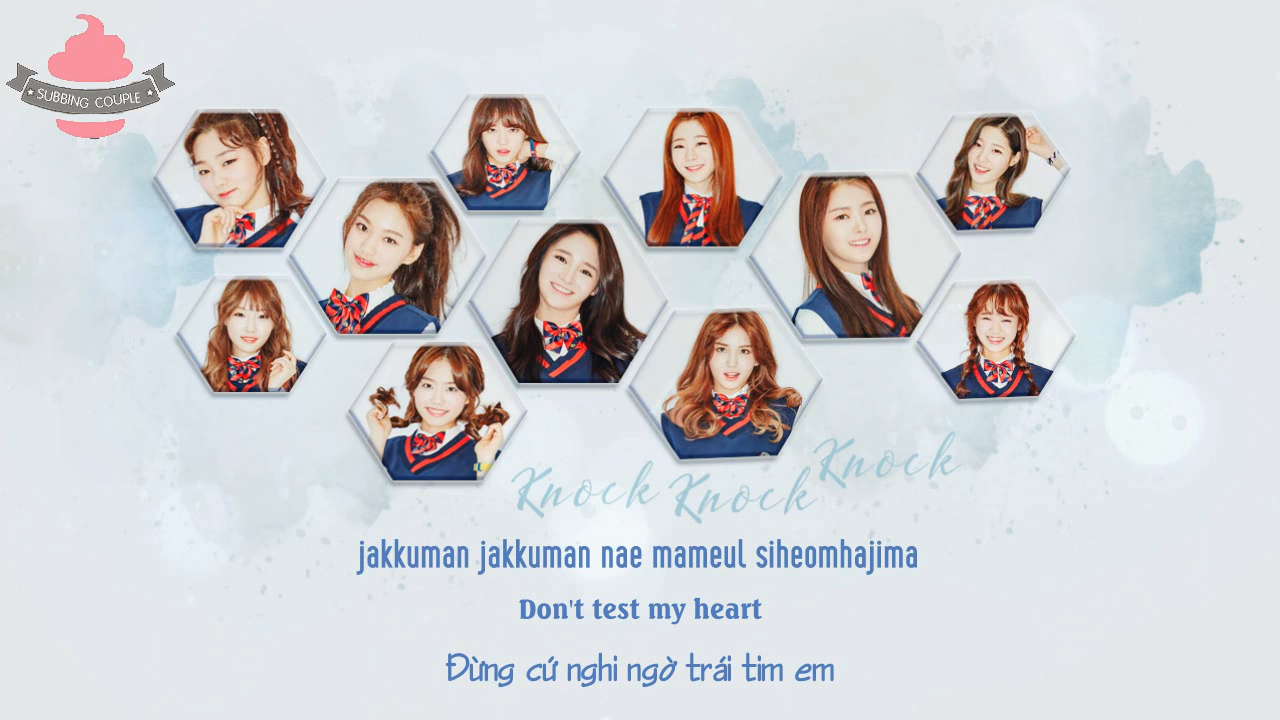 SUBBING COUPLE
Knock Knock Knock
jakkuman jakkuman nae mameul siheomhajima
Don't test my heart
Đừng cứ nghi ngờ trái tim em